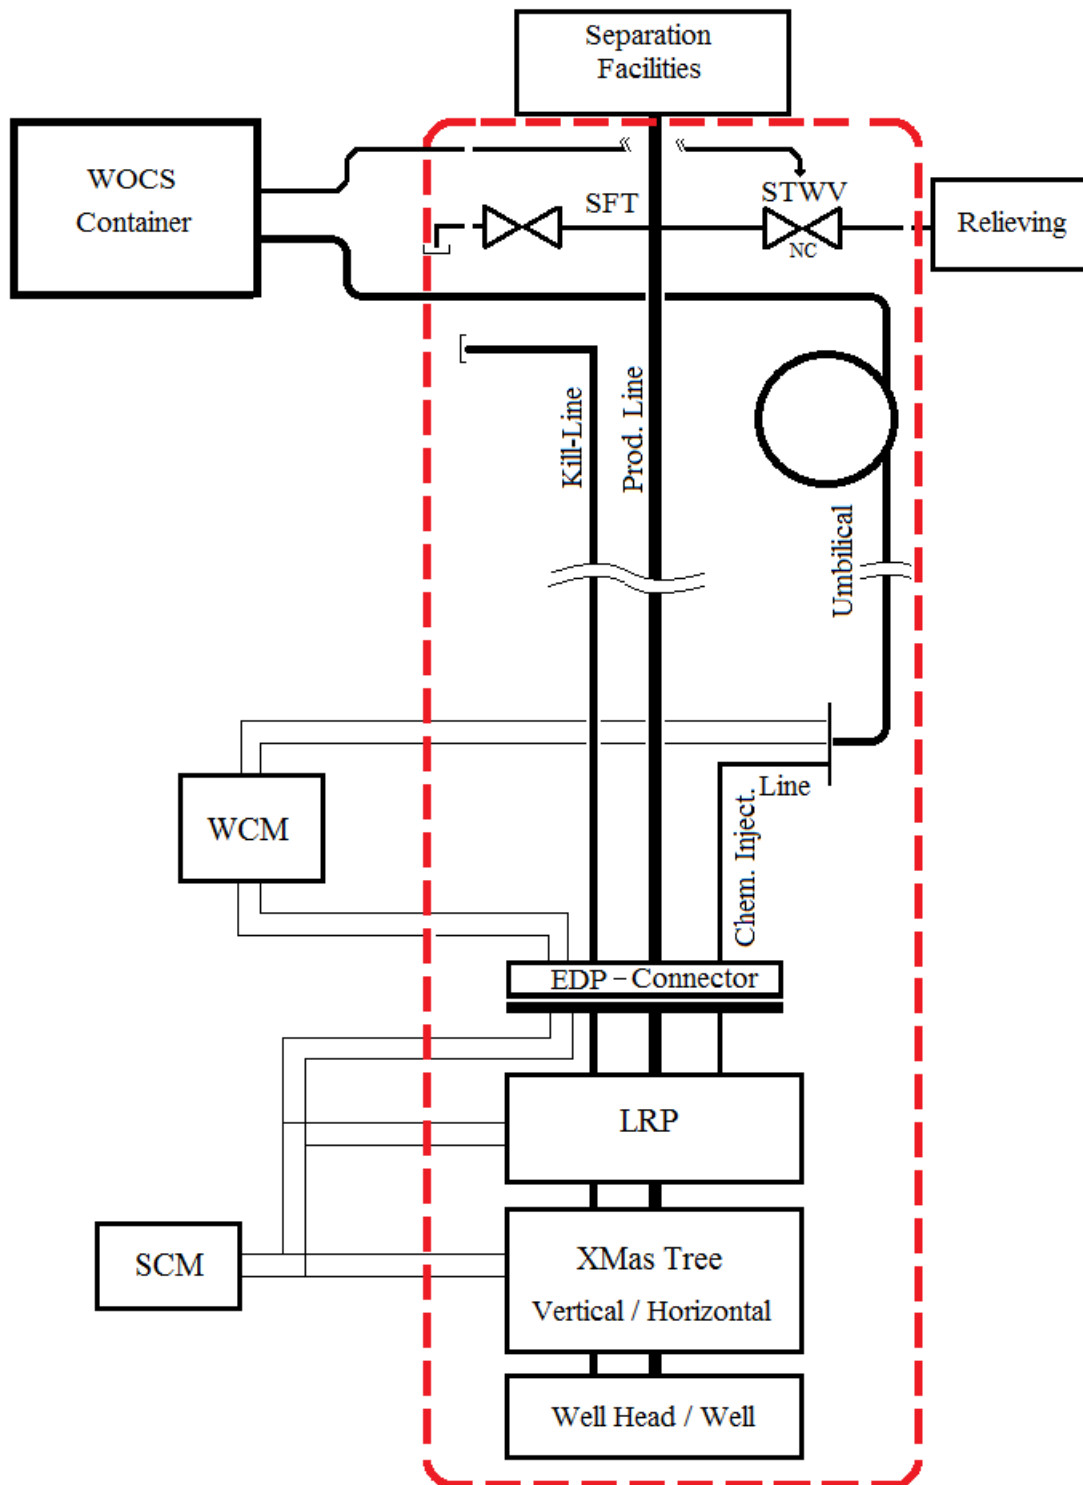 Separation
Facilities
WOCS
Container
SFT
STWV
NC
Relieving
Kill-Line
Prod. Line
Umbilical
Line
Chem. Inject.
WCM
EDP – Connector
LRP
SCM
XMas Tree
Vertical / Horizontal
Well Head / Well